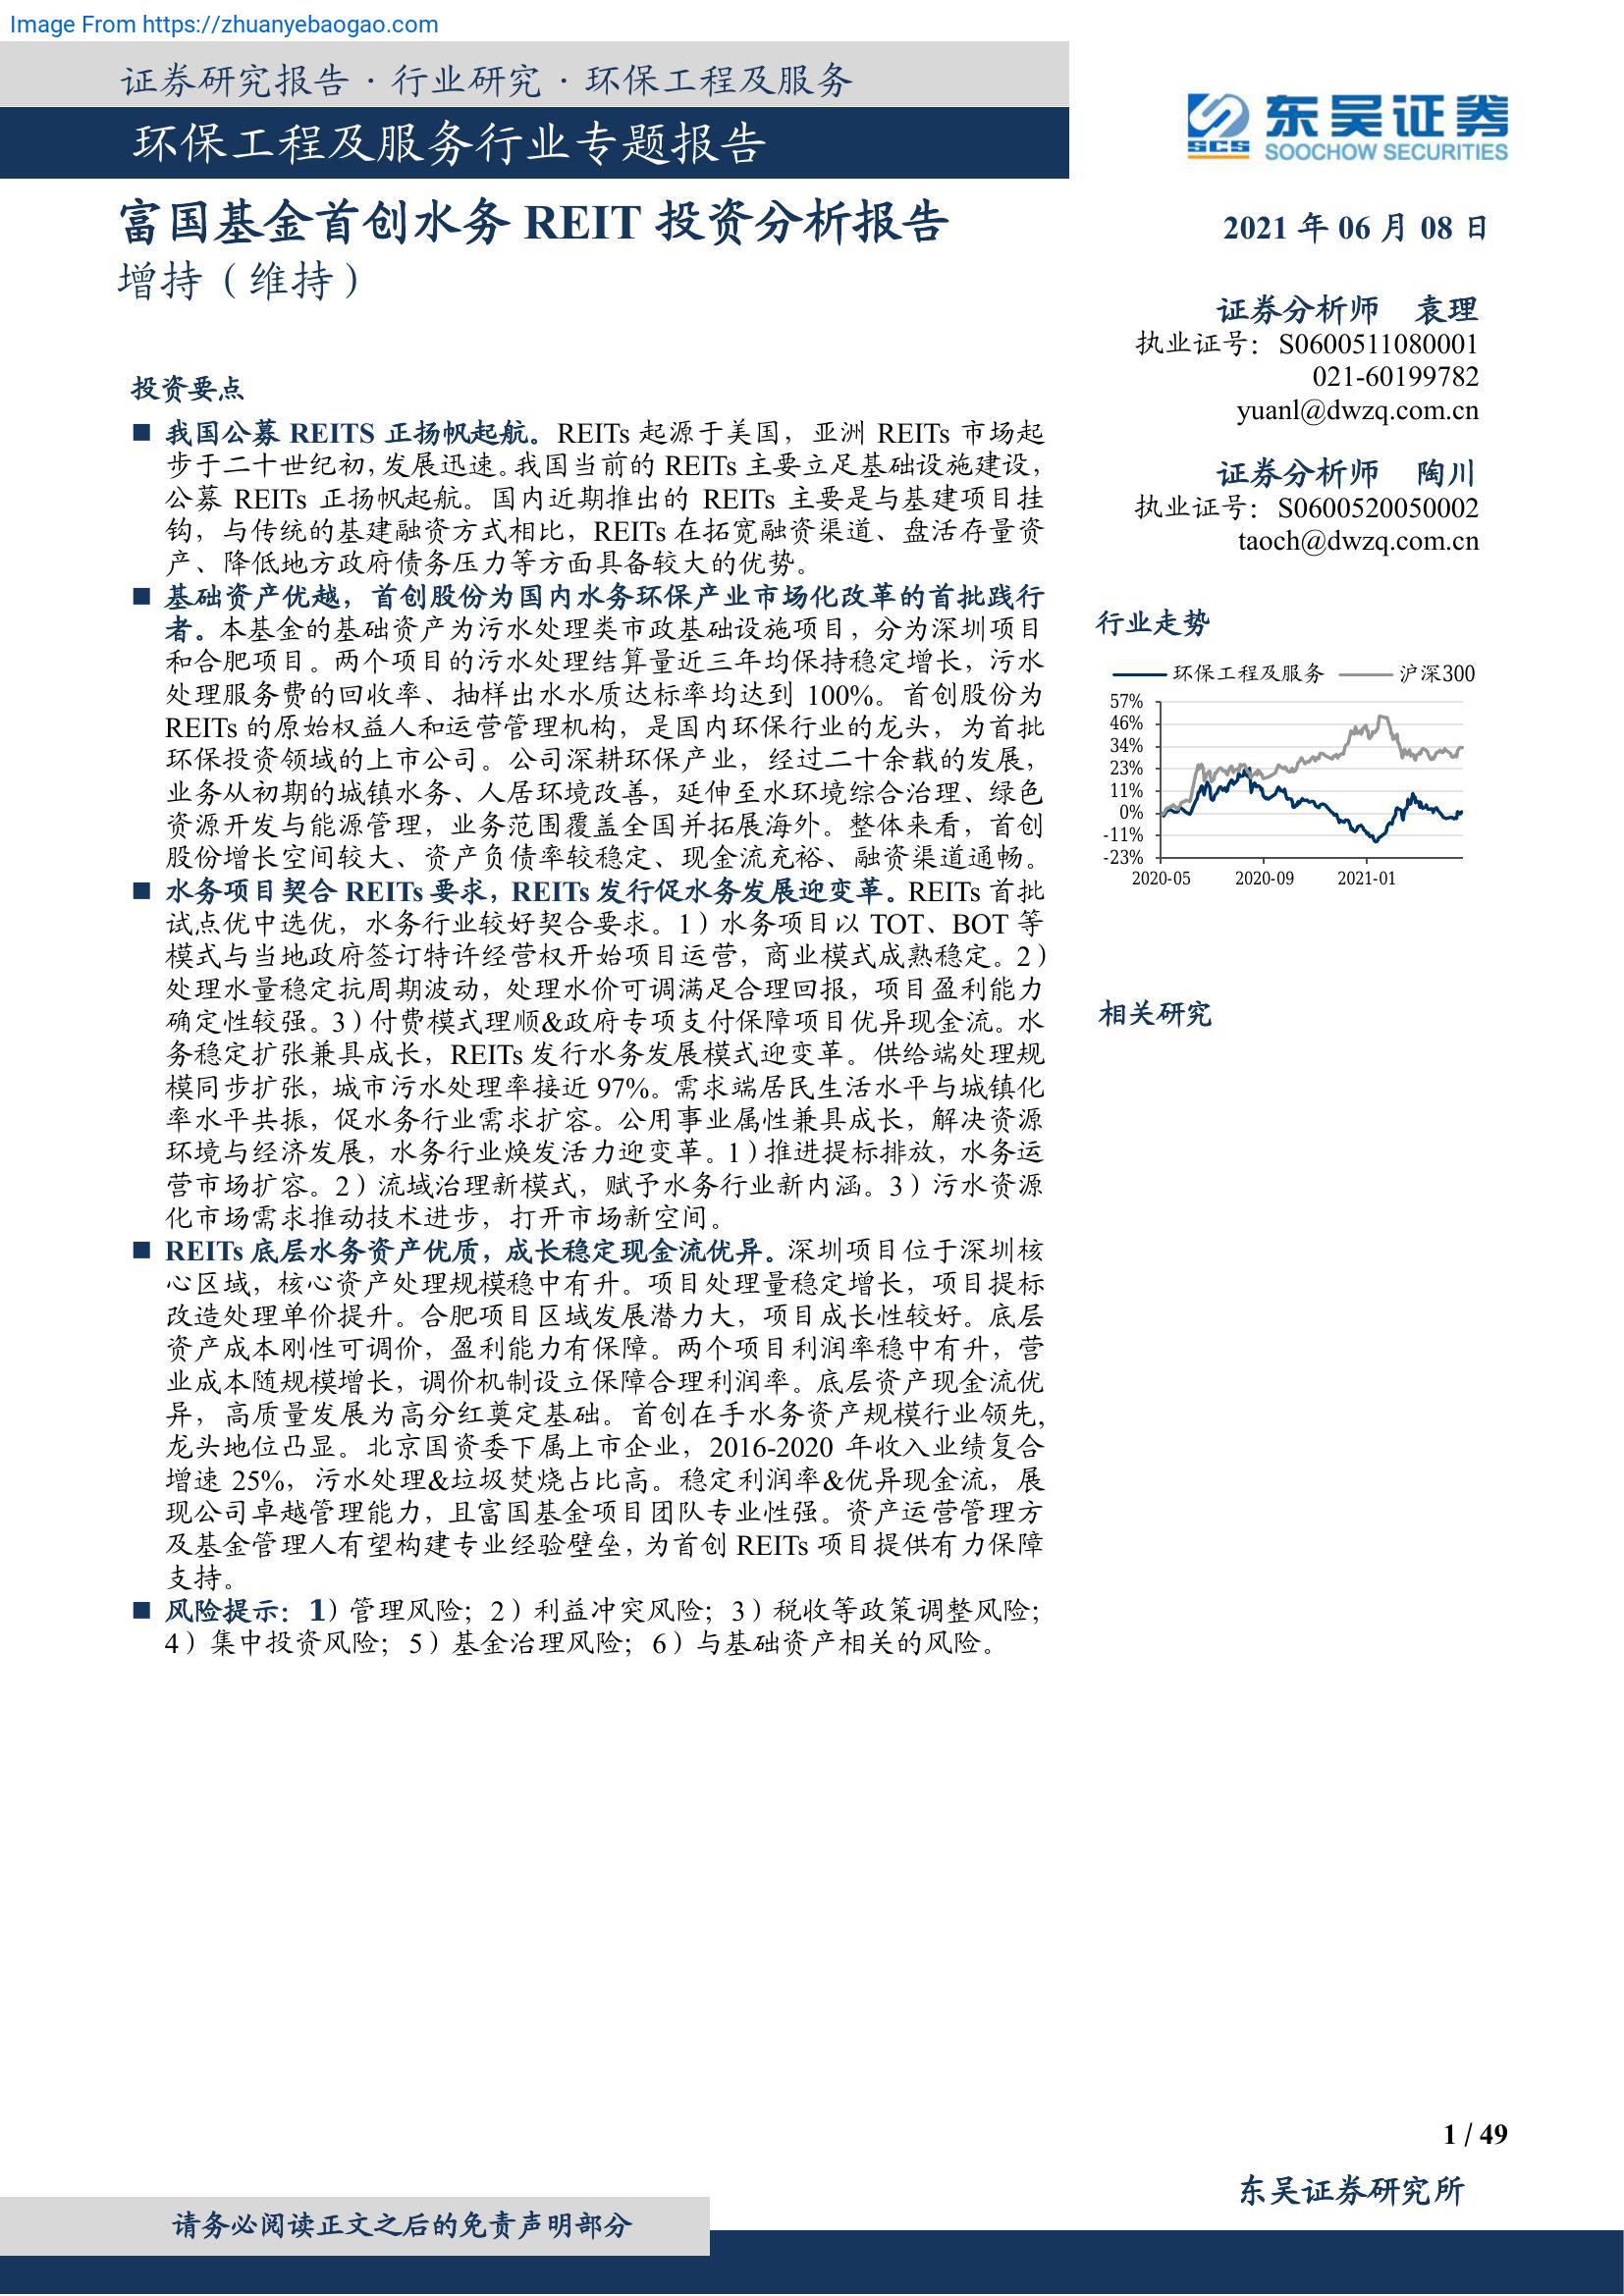 Image From https://zhuanyebaogao.com
证券研究报告·行业研究·环保工程及服务
环保工程及服务行业专题报告
东吴证券
SCS SOOCHOW SECURITIES
富国基金首创水务 REIT 投资分析报告
增持（维持）
2021 年 06 月 08 日
证券分析师 袁理
执业证号：S0600511080001
021-60199782
yuanl@dwzq.com.cn
证券分析师 陶川
执业证号：S0600520050002
taoch@dwzq.com.cn
投资要点
■ 我国公募 REITS 正扬帆起航。REITs 起源于美国，亚洲 REITs 市场起
步于二十世纪初，发展迅速。我国当前的 REITs 主要立足基础设施建设，
公募 REITs 正扬帆起航。国内近期推出的 REITs 主要是与基建项目挂
钩，与传统的基建融资方式相比，REITs 在拓宽融资渠道、盘活存量资
产、降低地方政府债务压力等方面具备较大的优势。
■ 基础资产优越，首创股份为国内水务环保产业市场化改革的首批践行
者。本基金的基础资产为污水处理类市政基础设施项目，分为深圳项目
和合肥项目。两个项目的污水处理结算量近三年均保持稳定增长，污水
处理服务费的回收率、抽样出水水质达标率均达到 100%。首创股份为
REITs 的原始权益人和运营管理机构，是国内环保行业的龙头，为首批
环保投资领域的上市公司。公司深耕环保产业，经过二十余载的发展，
业务从初期的城镇水务、人居环境改善，延伸至水环境综合治理、绿色
资源开发与能源管理，业务范围覆盖全国并拓展海外。整体来看，首创
股份增长空间较大、资产负债率较稳定、现金流充裕、融资渠道通畅。
■ 水务项目契合 REITs 要求，REITs 发行促水务发展迎变革。REITs 首批
试点优中选优，水务行业较好契合要求。1）水务项目以 TOT、BOT 等
模式与当地政府签订特许经营权开始项目运营，商业模式成熟稳定。2）
处理水量稳定抗周期波动，处理水价可调满足合理回报，项目盈利能力
确定性较强。3）付费模式理顺&政府专项支付保障项目优异现金流。水
务稳定扩张兼具成长，REITs 发行水务发展模式迎变革。供给端处理规
模同步扩张，城市污水处理率接近 97%。需求端居民生活水平与城镇化
率水平共振，促水务行业需求扩容。公用事业属性兼具成长，解决资源
环境与经济发展，水务行业焕发活力迎变革。1）推进提标排放，水务运
营市场扩容。2）流域治理新模式，赋予水务行业新内涵。3）污水资源
化市场需求推动技术进步，打开市场新空间。
■ REITs 底层水务资产优质，成长稳定现金流优异。深圳项目位于深圳核
心区域，核心资产处理规模稳中有升。项目处理量稳定增长，项目提标
改造处理单价提升。合肥项目区域发展潜力大，项目成长性较好。底层
资产成本刚性可调价，盈利能力有保障。两个项目利润率稳中有升，营
业成本随规模增长，调价机制设立保障合理利润率。底层资产现金流优
异，高质量发展为高分红奠定基础。首创在手水务资产规模行业领先，
龙头地位凸显。北京国资委下属上市企业，2016-2020 年收入业绩复合
增速 25%，污水处理&垃圾焚烧占比高。稳定利润率&优异现金流，展
现公司卓越管理能力，且富国基金项目团队专业性强。资产运营管理方
及基金管理人有望构建专业经验壁垒，为首创 REITs 项目提供有力保障
支持。
■ 风险提示：1）管理风险；2）利益冲突风险；3）税收等政策调整风险；
4）集中投资风险；5）基金治理风险；6）与基础资产相关的风险。
行业走势
环保工程及服务 沪深300
57%
46%
34%
23%
11%
0%
-11%
-23%
2020-05 2020-09 2021-01
相关研究
1 / 49
东吴证券研究所
请务必阅读正文之后的免责声明部分